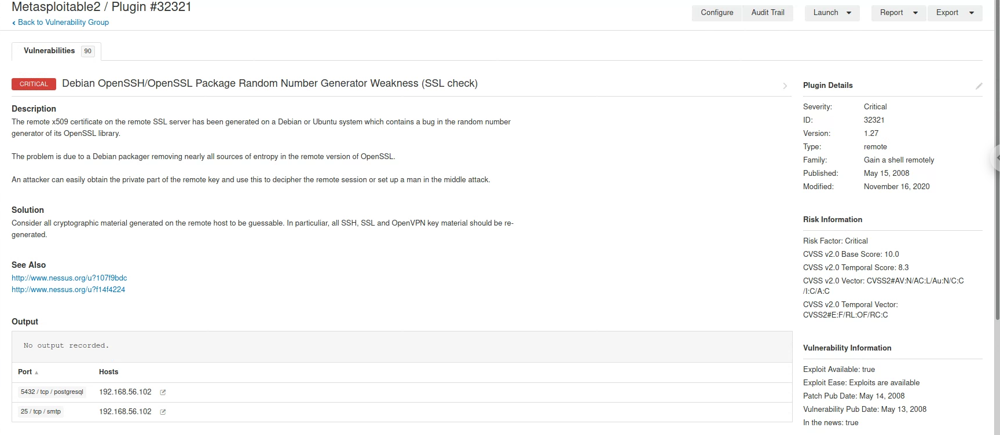 Metasploitable2 / Plugin #32321
‹ Back to Vulnerability Group
Configure
Audit Trail
Launch
Report
Export
Vulnerabilities 90
CRITICAL Debian OpenSSH/OpenSSL Package Random Number Generator Weakness (SSL check)
Description
The remote x509 certificate on the remote SSL server has been generated on a Debian or Ubuntu system which contains a bug in the random number
generator of its OpenSSL library.
The problem is due to a Debian packager removing nearly all sources of entropy in the remote version of OpenSSL.
An attacker can easily obtain the private part of the remote key and use this to decipher the remote session or set up a man in the middle attack.
Solution
Consider all cryptographic material generated on the remote host to be guessable. In particuliar, all SSH, SSL and OpenVPN key material should be re-
generated.
See Also
http://www.nessus.org/u?107f9bdc
http://www.nessus.org/u?f14f4224
Output
No output recorded.
Port Hosts
5432 / tcp / postgresql 192.168.56.102
25 / tcp / smtp 192.168.56.102
Plugin Details
Severity: Critical
ID: 32321
Version: 1.27
Type: remote
Family: Gain a shell remotely
Published: May 15, 2008
Modified: November 16, 2020
Risk Information
Risk Factor: Critical
CVSS v2.0 Base Score: 10.0
CVSS v2.0 Temporal Score: 8.3
CVSS v2.0 Vector: CVSS2#AV:N/AC:L/Au:N/C:C
/I:C/A:C
CVSS v2.0 Temporal Vector:
CVSS2#E:F/RL:OF/RC:C
Vulnerability Information
Exploit Available: true
Exploit Ease: Exploits are available
Patch Pub Date: May 14, 2008
Vulnerability Pub Date: May 13, 2008
In the news: true